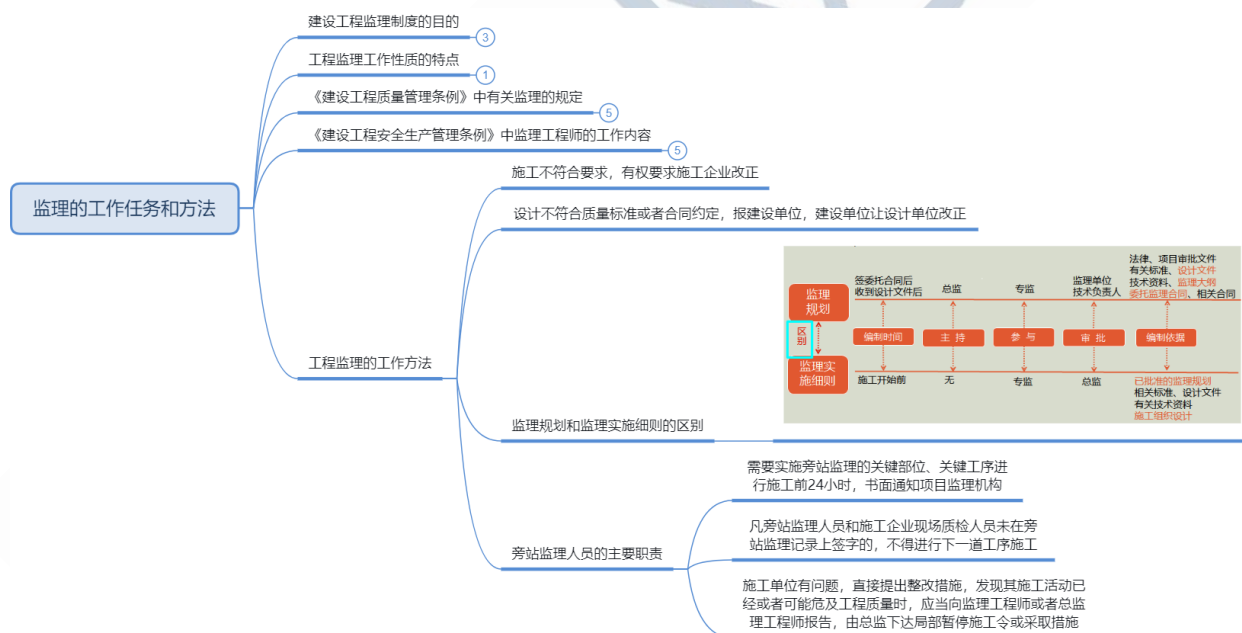 建设工程监理制度的目的
3
工程监理工作性质的特点
1
《建设工程质量管理条例》中有关监理的规定
5
《建设工程安全生产管理条例》中监理工程师的工作内容
5
监理的工作任务和方法
施工不符合要求，有权要求施工企业改正
设计不符合质量标准或者合同约定，报建设单位，建设单位让设计单位改正
工程监理的工作方法
监理
规划
签委托合同后
收到设计文件后
总监
专监
监理单位
技术负责人
法律、项目审批文件
有关标准、设计文件
技术资料、监理大纲
委托监理合同、相关合同
区
别
编制时间
主 持
参 与
审 批
编制依据
监理实
施细则
施工开始前
无
专监
总监
已批准的监理规划
相关标准、设计文件
有关技术资料
施工组织设计
监理规划和监理实施细则的区别
需要实施旁站监理的关键部位、关键工序进
行施工前24小时，书面通知项目监理机构
凡旁站监理人员和施工企业现场质检人员未在旁
站监理记录上签字的，不得进行下一道工序施工
旁站监理人员的主要职责
施工单位有问题，直接提出整改措施，发现其施工活动已
经或者可能危及工程质量时，应当向监理工程师或者总监
理工程师报告，由总监下达局部暂停施工令或采取措施